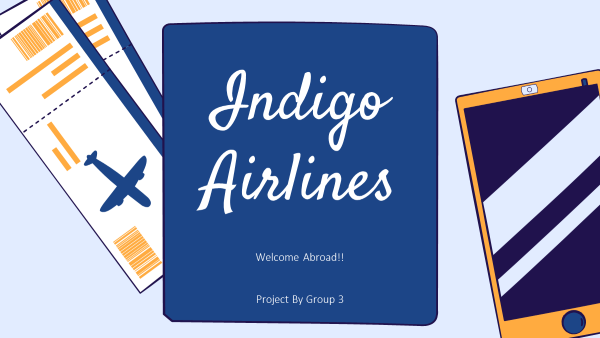 Indigo
Airlines
Welcome Abroad!!
Project By Group 3